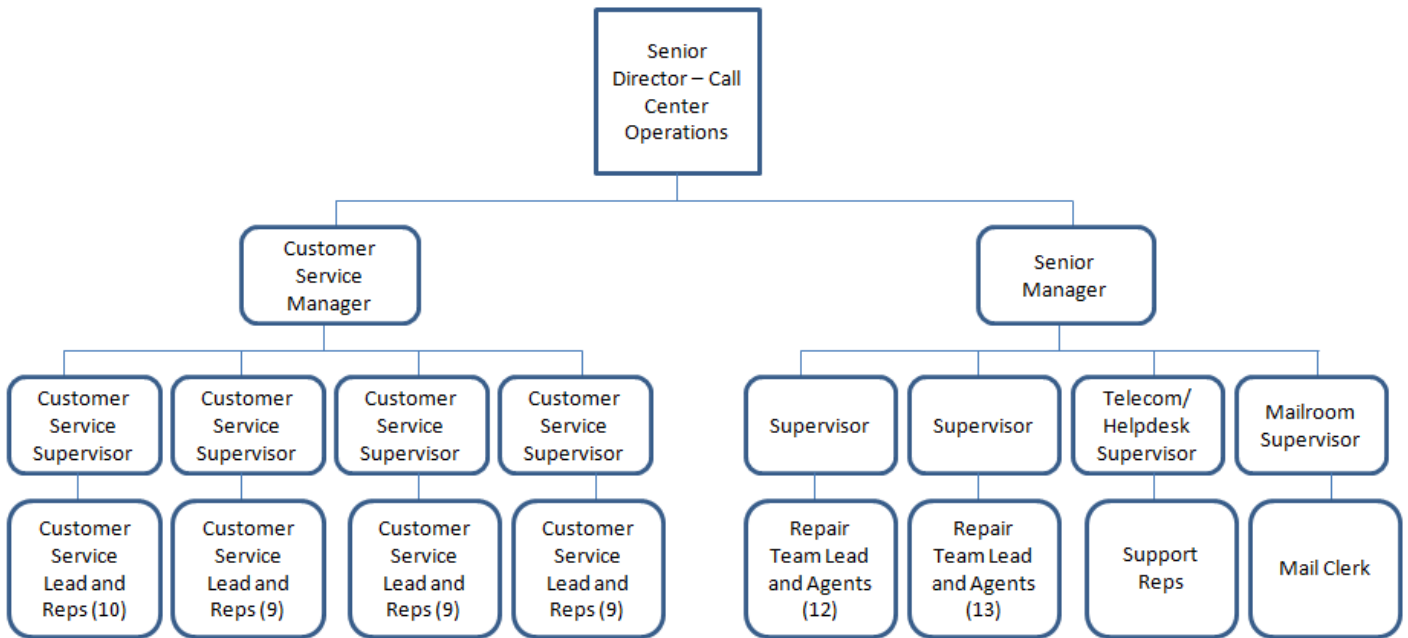 Senior
Director – Call
Center
Operations
Customer
Service
Manager
Senior
Manager
Customer
Service
Supervisor
Customer
Service
Supervisor
Customer
Service
Supervisor
Customer
Service
Supervisor
Supervisor
Supervisor
Telecom/
Helpdesk
Supervisor
Mailroom
Supervisor
Customer
Service
Lead and
Reps (10)
Customer
Service
Lead and
Reps (9)
Customer
Service
Lead and
Reps (9)
Customer
Service
Lead and
Reps (9)
Repair
Team Lead
and Agents
(12)
Repair
Team Lead
and Agents
(13)
Support
Reps
Mail Clerk